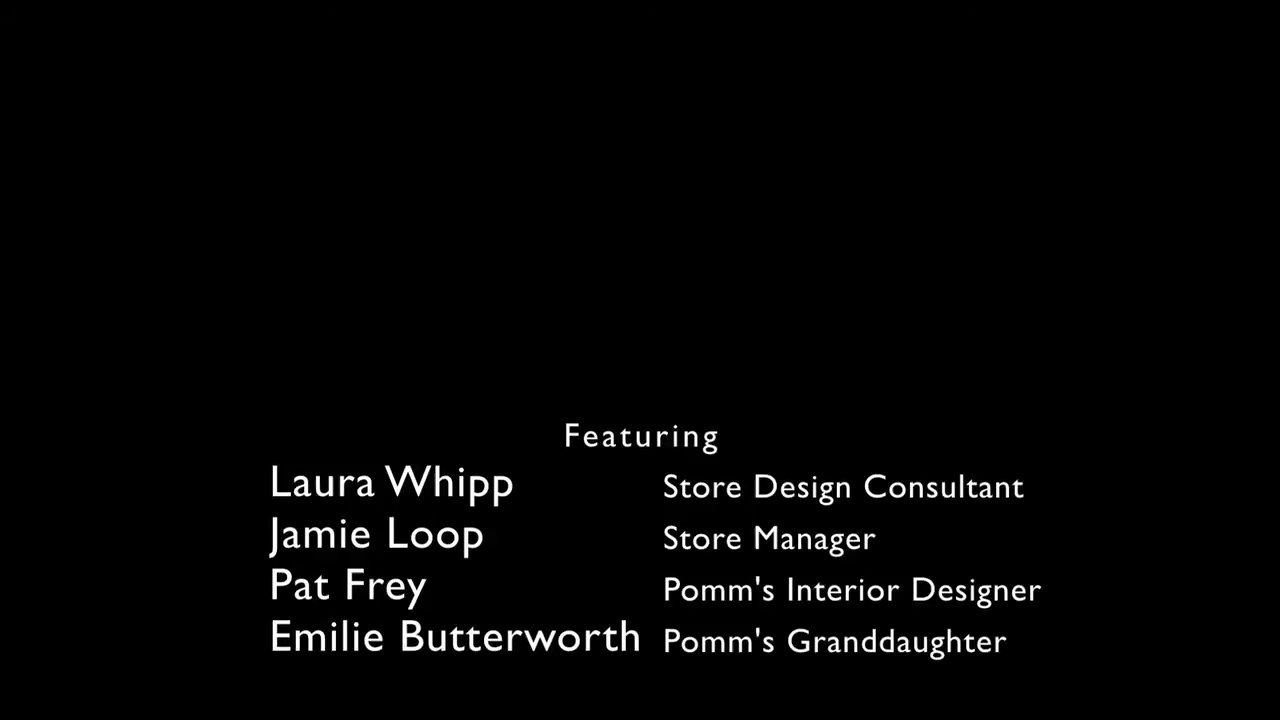 Featuring
Laura Whipp Store Design Consultant
Jamie Loop Store Manager
Pat Frey Pomm's Interior Designer
Emilie Butterworth Pomm's Granddaughter